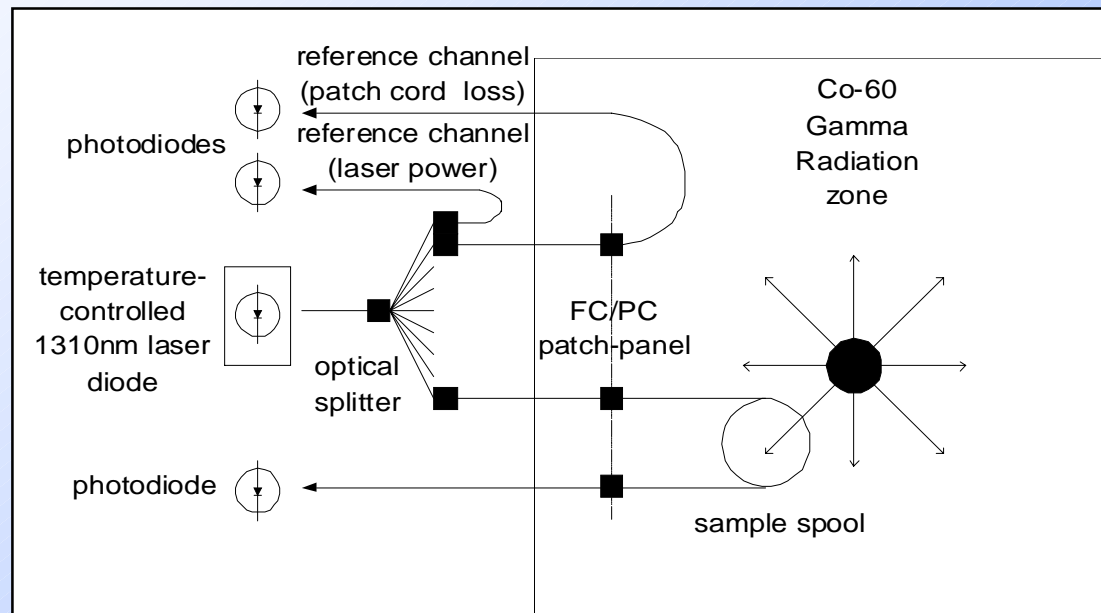 reference channel
(patch cord loss)
reference channel
(laser power)
photodiodes
Co-60
Gamma
Radiation
zone
temperature-
controlled
1310nm laser
diode
optical
splitter
FC/PC
patch-panel
photodiode
sample spool